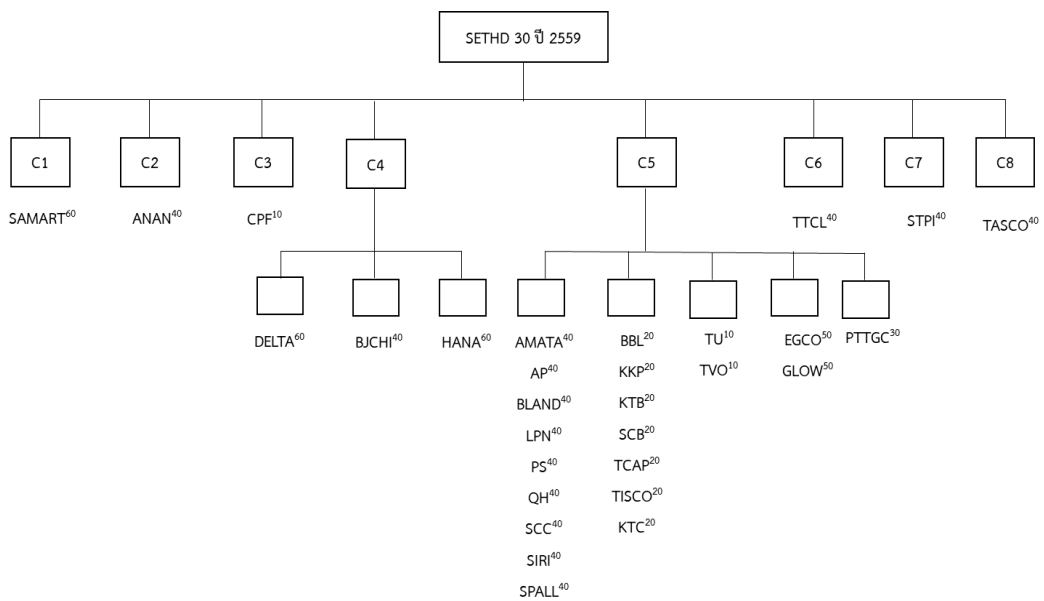 SETHD 30 ปี 2559
C1 C2 C3 C4 C5 C6 C7 C8
SAMART60 ANAN40 CPF10 TTCL40 STPI40 TASCO40
DELTA60 BJCHI40 HANA60 AMATA40 BBL20 TU10 EGCO50 PTTGC30
AP40 KKP20 TVO10 GLOW50
BLAND40 KTB20
LPN40 SCB20
PS40 TCAP20
QH40 TISCO20
SCC40 KTC20
SIRI40
SPALL40